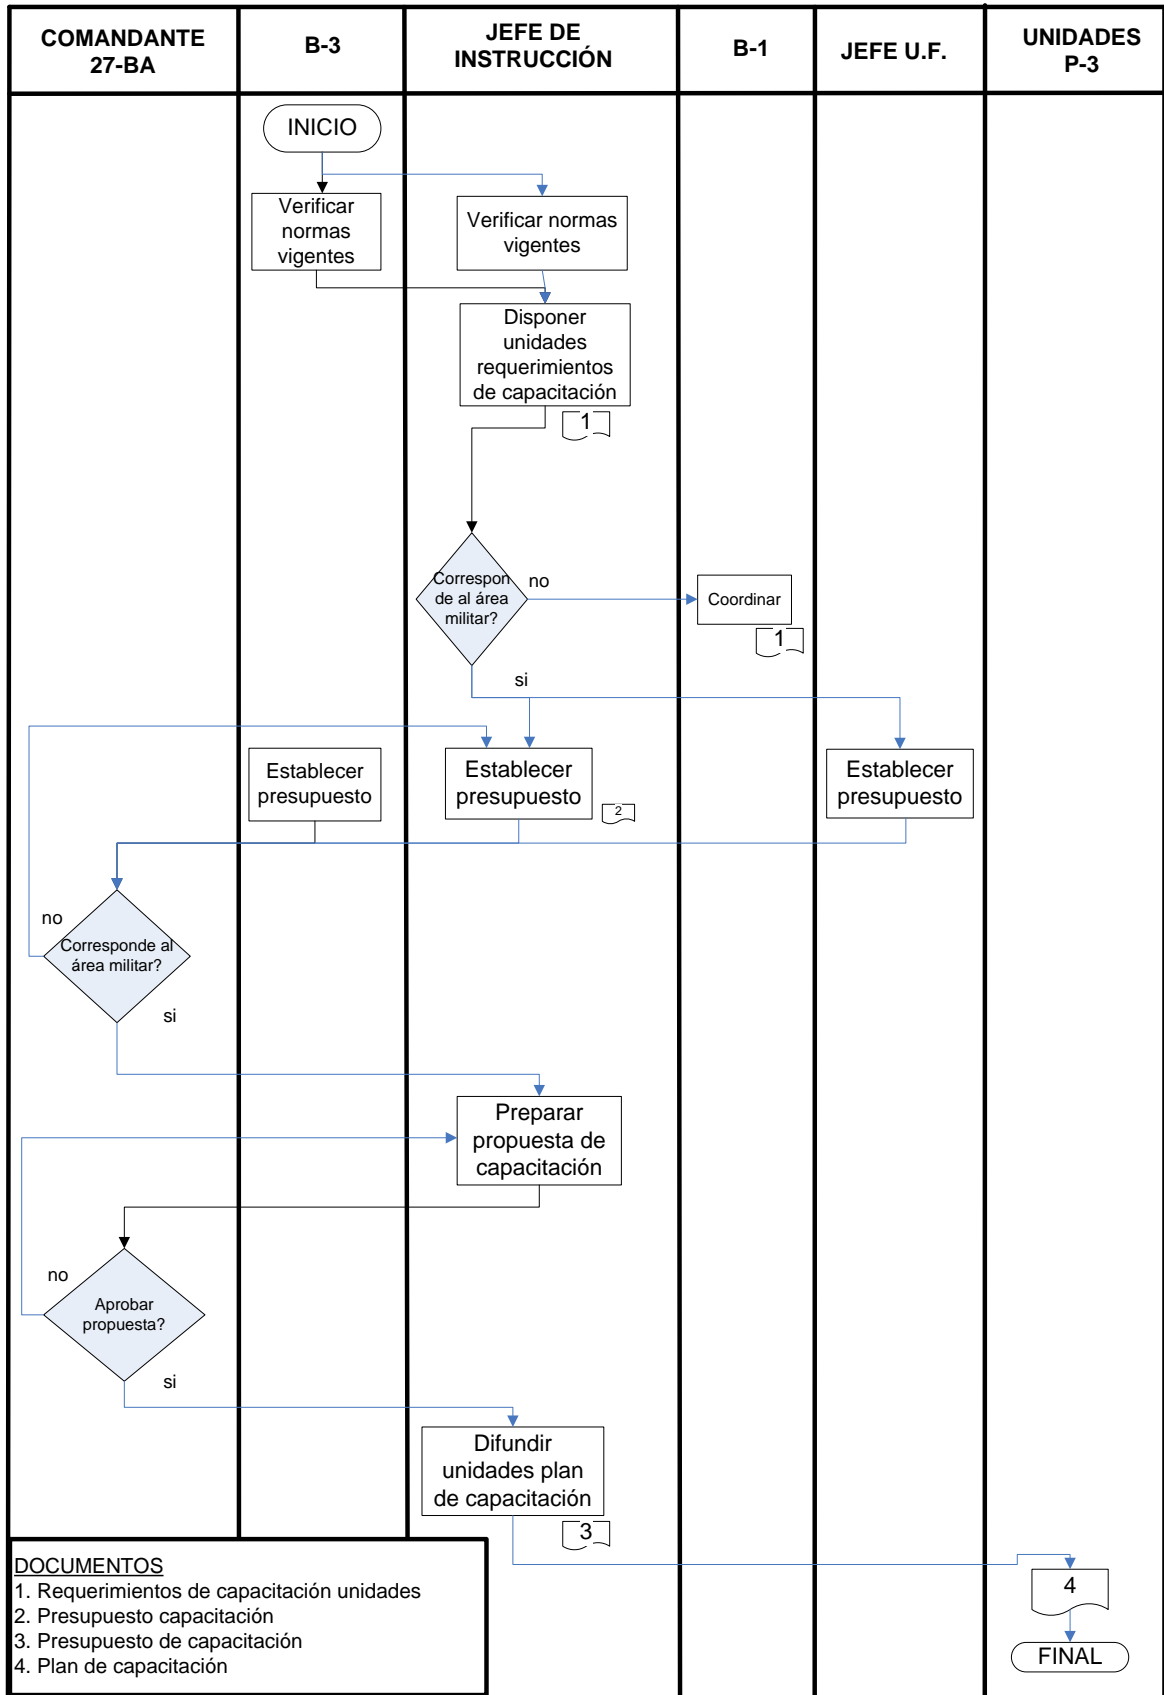 COMANDANTE
27-BA
B-3
JEFE DE
INSTRUCCIÓN
B-1
JEFE U.F.
UNIDADES
P-3
INICIO
Verificar
normas
vigentes
Verificar normas
vigentes
Disponer
unidades
requerimientos
de capacitación
1
Correspon
de al área
militar?
no
Coordinar
1
si
Establecer
presupuesto
Establecer
presupuesto
2
Establecer
presupuesto
no
Corresponde al
área militar?
si
Preparar
propuesta de
capacitación
no
Aprobar
propuesta?
si
Difundir
unidades plan
de capacitación
3
4
FINAL
DOCUMENTOS
1. Requerimientos de capacitación unidades
2. Presupuesto capacitación
3. Presupuesto de capacitación
4. Plan de capacitación